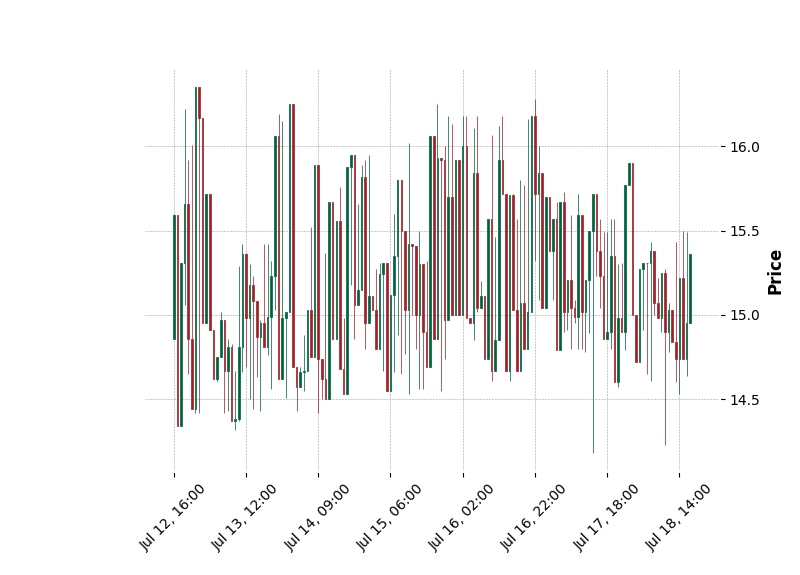 16.0
15.5
15.0
14.5
Price
Jul 12, 16:00
Jul 13, 12:00
Jul 14, 09:00
Jul 15, 06:00
Jul 16, 02:00
Jul 16, 22:00
Jul 17, 18:00
Jul 18, 14:00